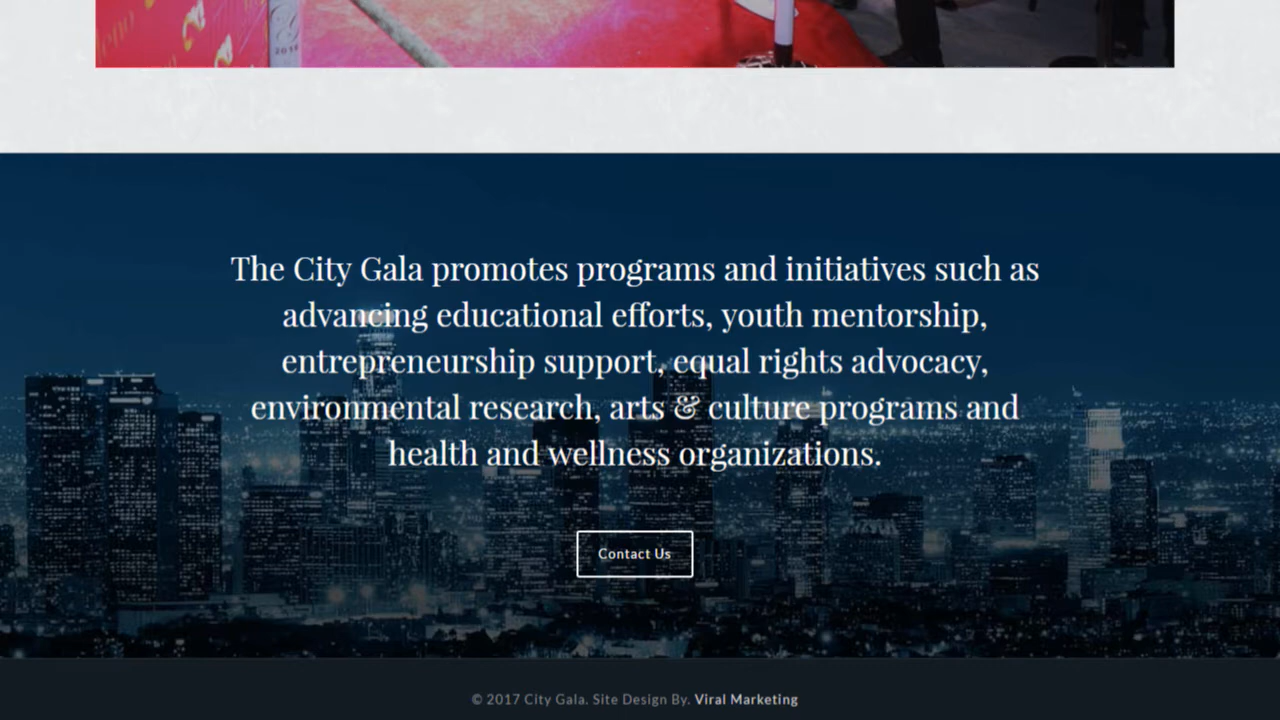 2016
The City Gala promotes programs and initiatives such as
advancing educational efforts, youth mentorship,
entrepreneurship support, equal rights advocacy,
environmental research, arts & culture programs and
health and wellness organizations.
Contact Us
© 2017 City Gala. Site Design By. Viral Marketing